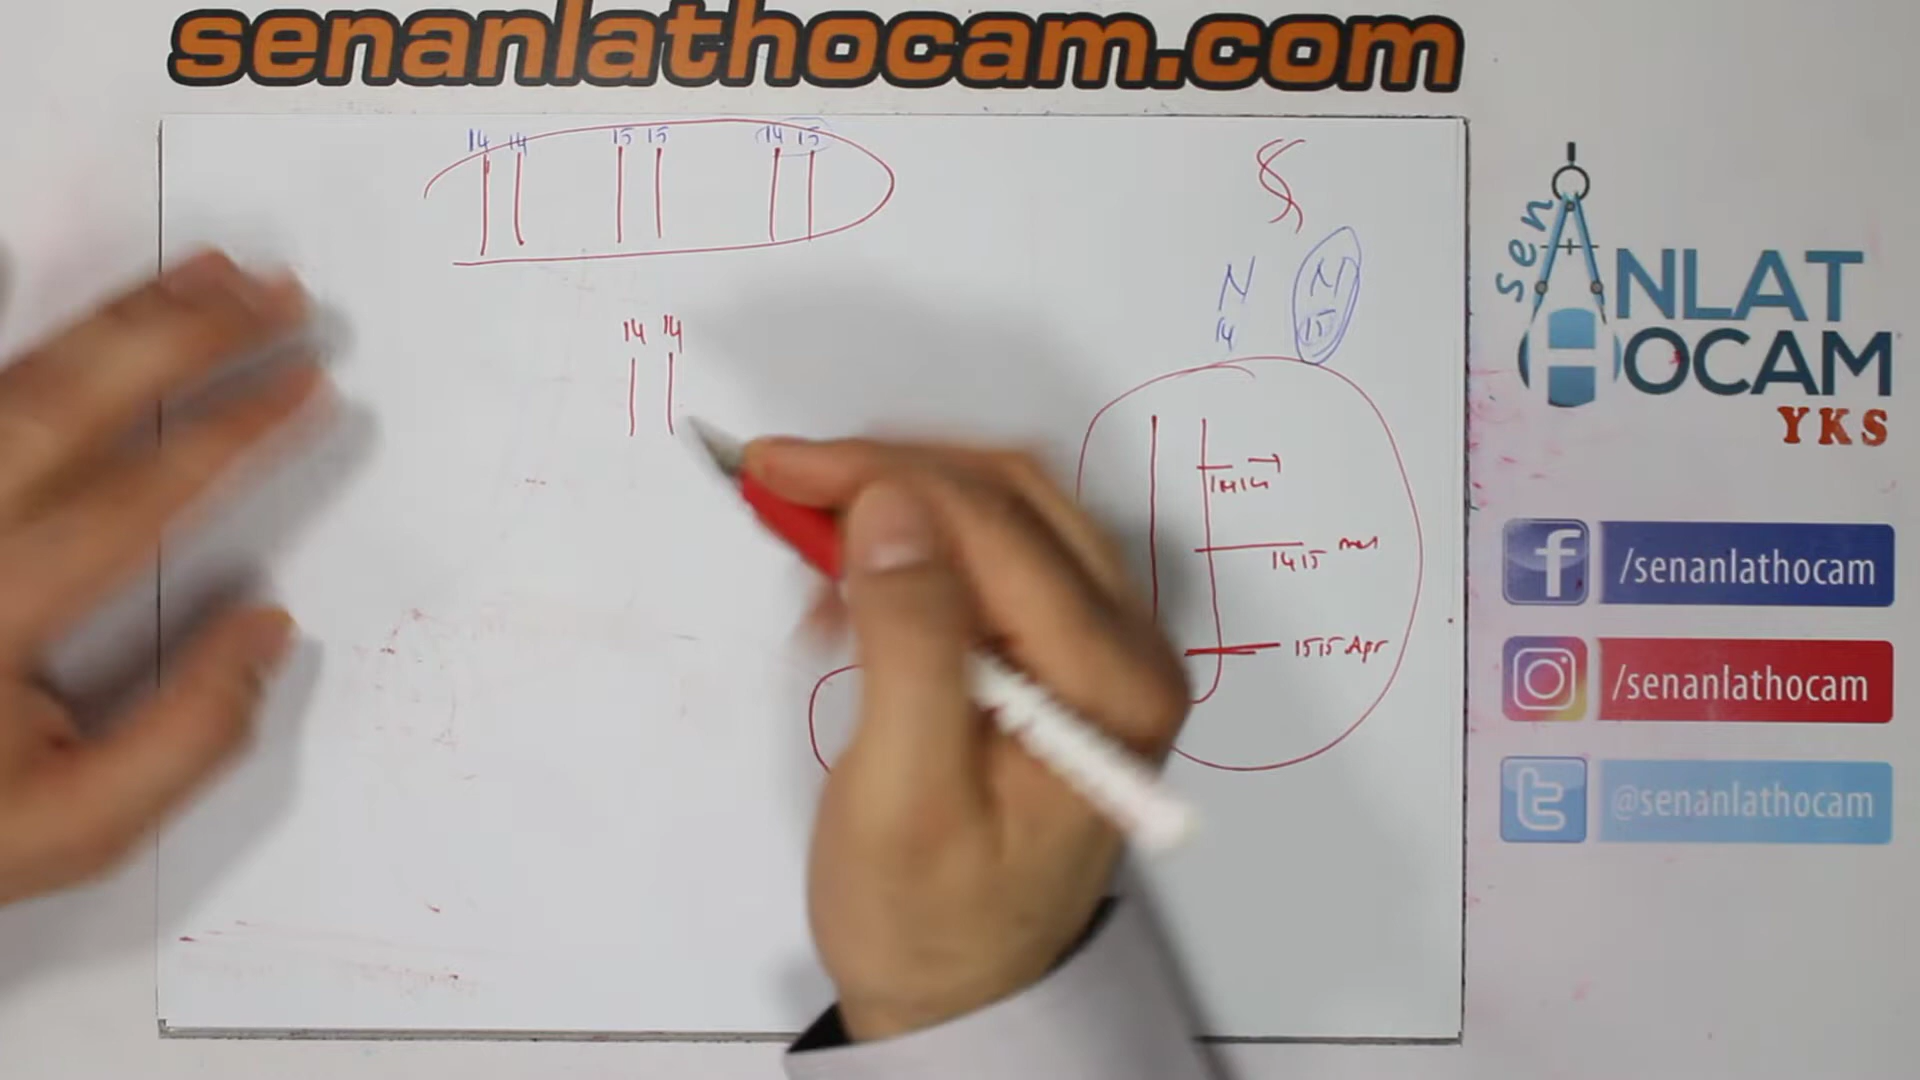 senanlathocam.com
14 14 15 15 14 15
14 14
N N
14 15
1414
1415 mel
1515 Apr
sen ANLAT
HOCAM
YKS
f /senanlathocam
/senanlathocam
t @senanlathocam